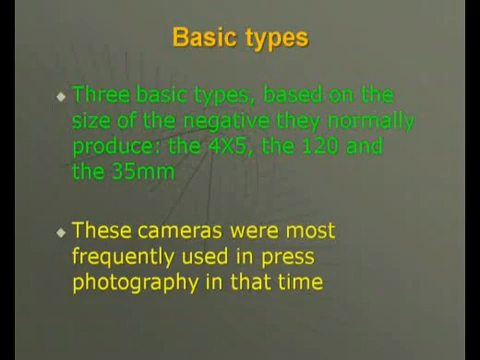 Basic types
Three basic types, based on the
size of the negative they normally
produce: the 4X5, the 120 and
the 35mm
These cameras were most
frequently used in press
photography in that time